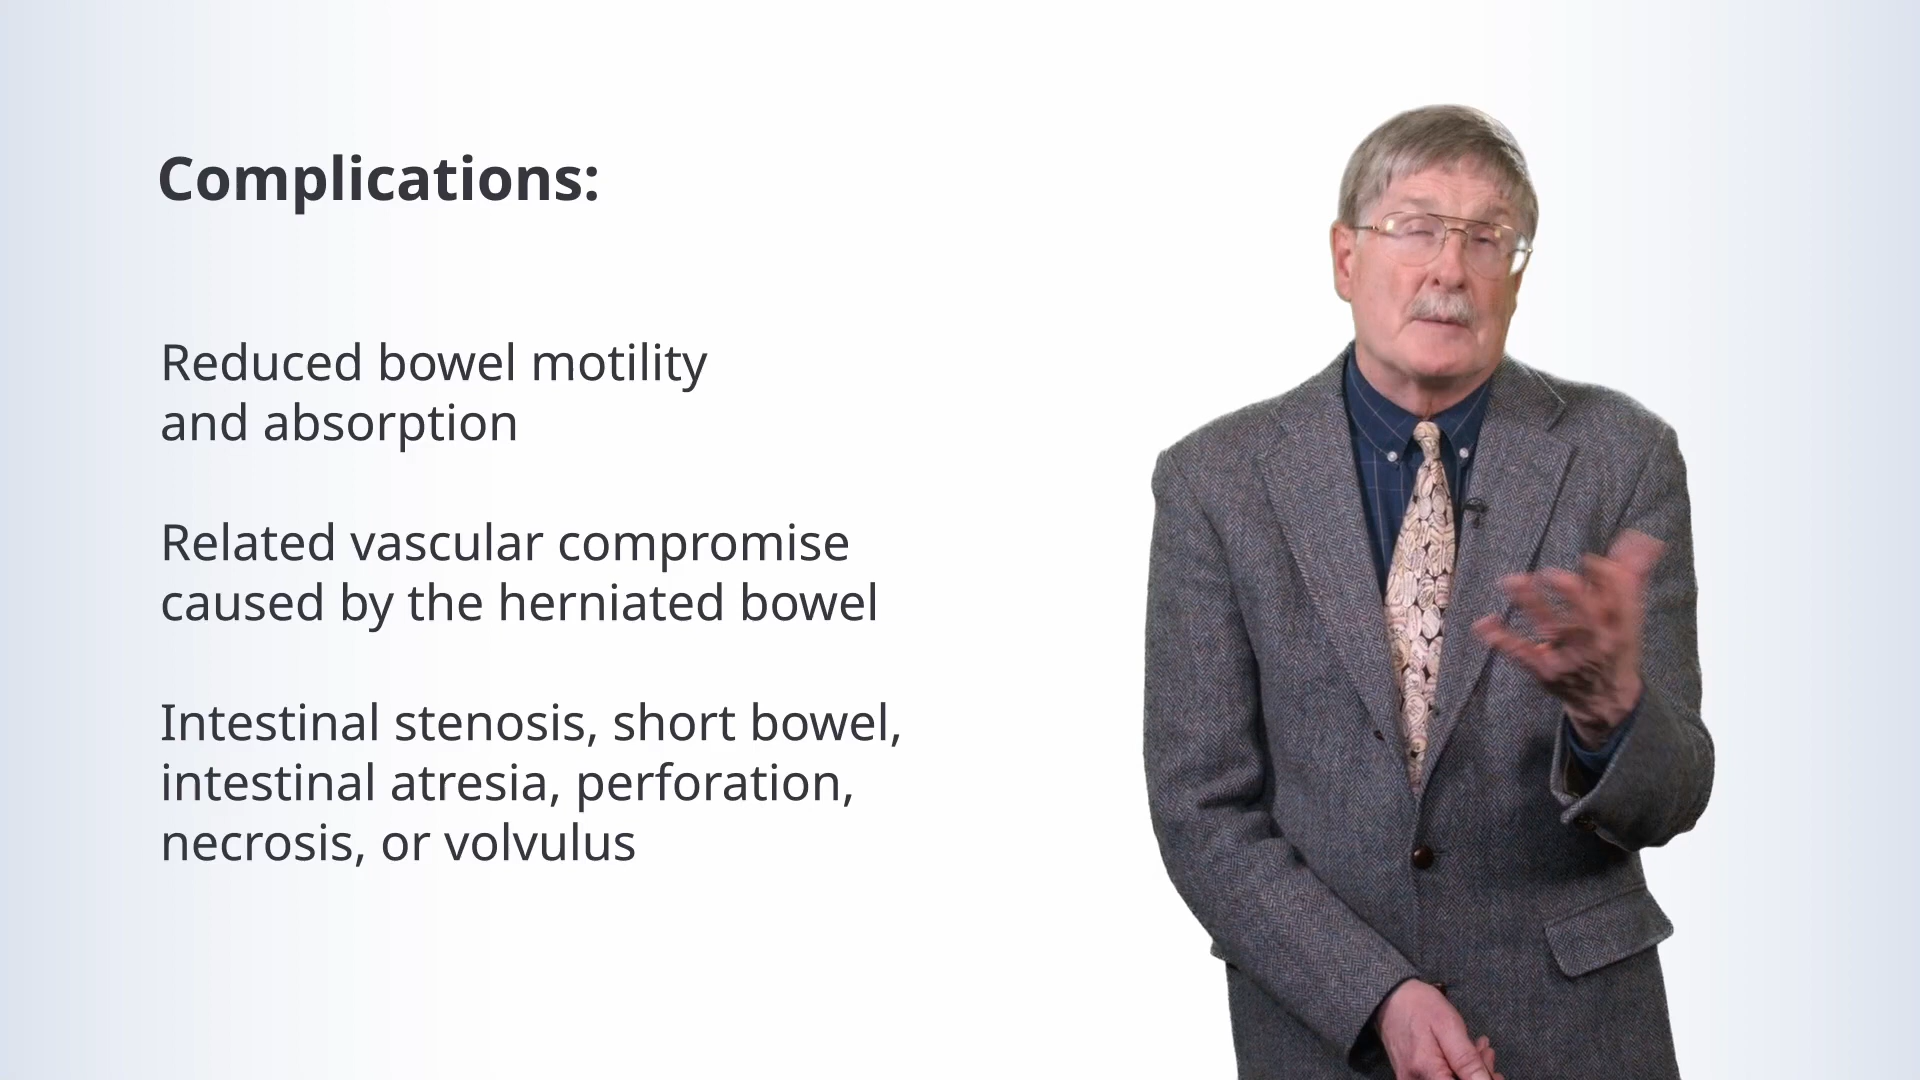 Complications:
Reduced bowel motility
and absorption
Related vascular compromise
caused by the herniated bowel
Intestinal stenosis, short bowel,
intestinal atresia, perforation,
necrosis, or volvulus